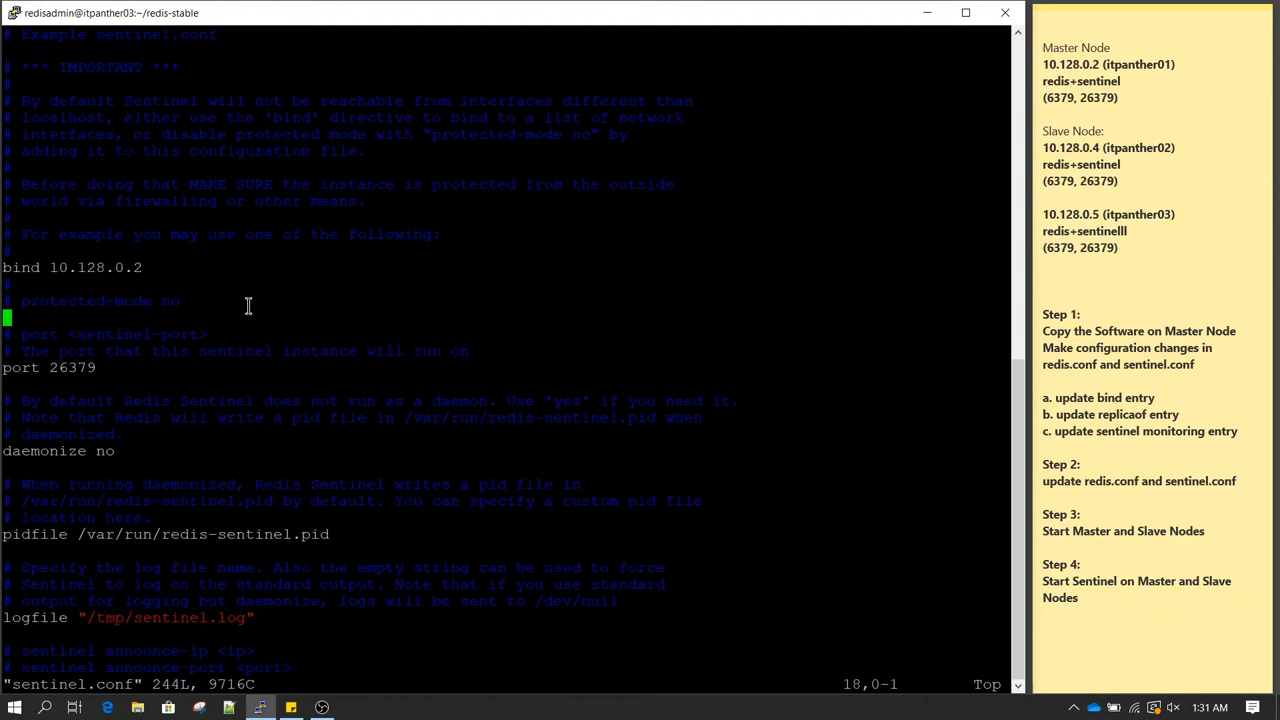 redisadmin@itpanther03:~/redis-stable
# Example sentinel.conf
# *** IMPORTANT ***
#
# By default Sentinel will not be reachable from interfaces different than
# localhost, either use the 'bind' directive to bind to a list of network
# interfaces, or disable protected mode with "protected-mode no" by
# adding it to this configuration file.
#
# Before doing that MAKE SURE the instance is protected from the outside
# world via firewalling or other means.
#
# For example you may use one of the following:
#
bind 10.128.0.2
#
# protected-mode no
# port <sentinel-port>
# The port that this sentinel instance will run on
port 26379
# By default Redis Sentinel does not run as a daemon. Use 'yes' if you need it.
# Note that Redis will write a pid file in /var/run/redis-sentinel.pid when
# daemonized.
daemonize no
# When running daemonized, Redis Sentinel writes a pid file in
# /var/run/redis-sentinel.pid by default. You can specify a custom pid file
# location here.
pidfile /var/run/redis-sentinel.pid
# Specify the log file name. Also the empty string can be used to force
# Sentinel to log on the standard output. Note that if you use standard
# output for logging but daemonize, logs will be sent to /dev/null
logfile "/tmp/sentinel.log"
# sentinel announce-ip <ip>
# sentinel announce-port <port>
"sentinel.conf" 244L, 9716C
18,0-1
Top
Master Node
10.128.0.2 (itpanther01)
redis+sentinel
(6379, 26379)
Slave Node:
10.128.0.4 (itpanther02)
redis+sentinel
(6379, 26379)
10.128.0.5 (itpanther03)
redis+sentinelll
(6379, 26379)
Step 1:
Copy the Software on Master Node
Make configuration changes in
redis.conf and sentinel.conf
a. update bind entry
b. update replicaof entry
c. update sentinel monitoring entry
Step 2:
update redis.conf and sentinel.conf
Step 3:
Start Master and Slave Nodes
Step 4:
Start Sentinel on Master and Slave
Nodes
1:31 AM